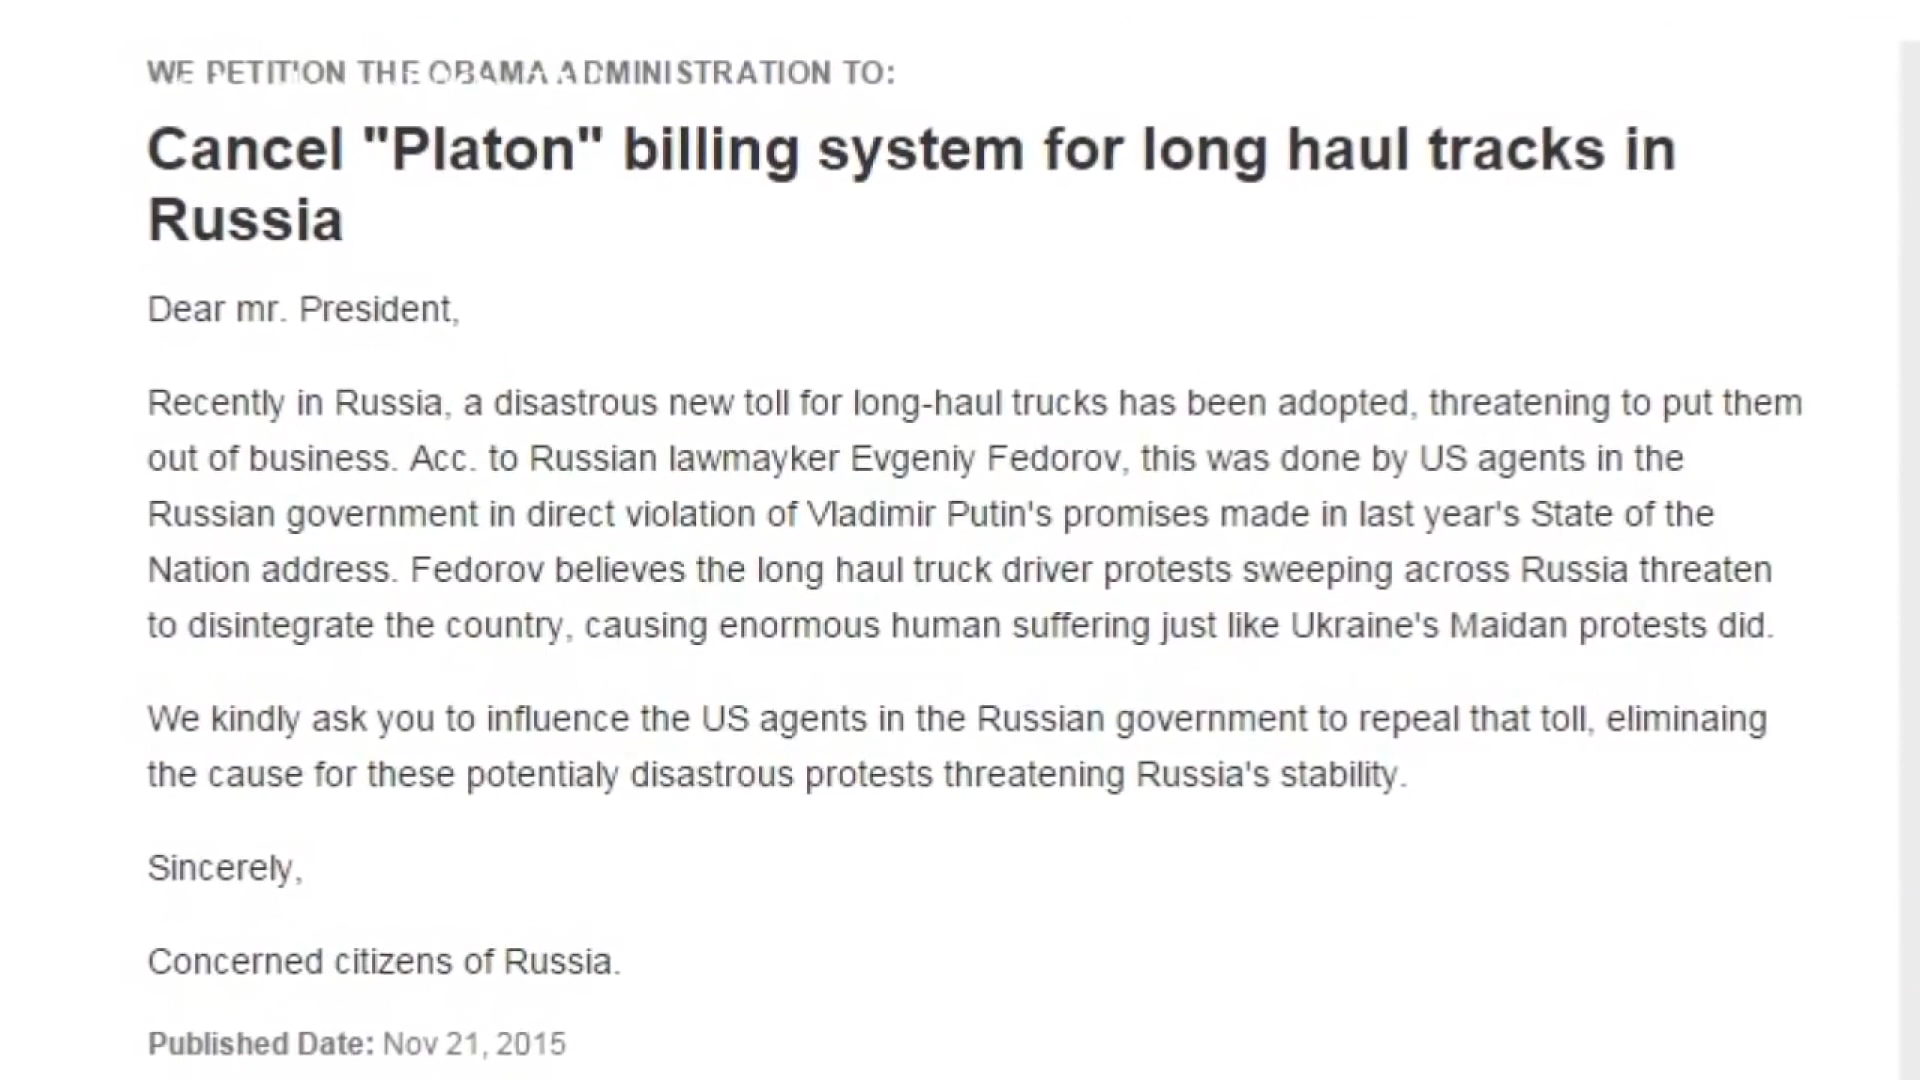 WE PETITION THE OBAMA ADMINISTRATION TO:
Cancel "Platon" billing system for long haul tracks in
Russia
Dear mr. President,
Recently in Russia, a disastrous new toll for long-haul trucks has been adopted, threatening to put them
out of business. Acc. to Russian lawmayker Evgeniy Fedorov, this was done by US agents in the
Russian government in direct violation of Vladimir Putin's promises made in last year's State of the
Nation address. Fedorov believes the long haul truck driver protests sweeping across Russia threaten
to disintegrate the country, causing enormous human suffering just like Ukraine's Maidan protests did.
We kindly ask you to influence the US agents in the Russian government to repeal that toll, eliminaing
the cause for these potentialy disastrous protests threatening Russia's stability.
Sincerely,
Concerned citizens of Russia.
Published Date: Nov 21, 2015